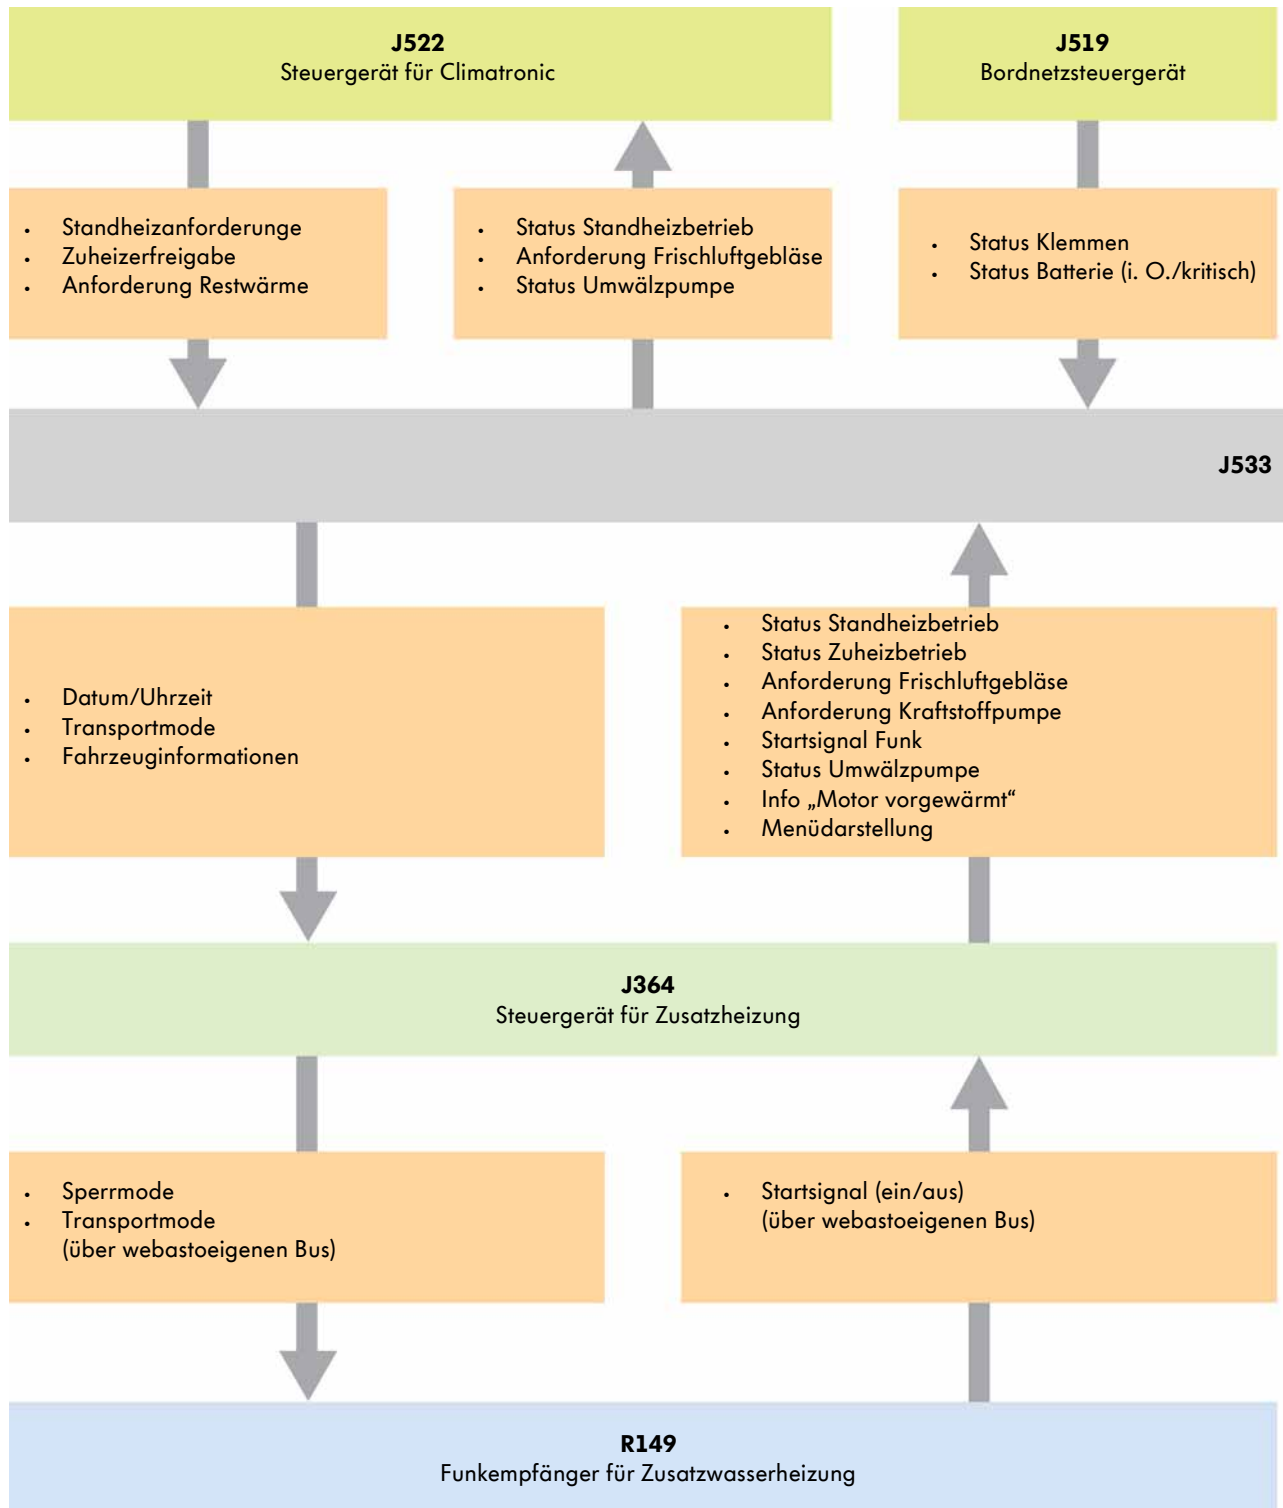 J522
Steuergerät für Climatronic
J519
Bordnetzsteuergerät
• Standheizanforderunge
• Zuheizerfreigabe
• Anforderung Restwärme
• Status Standheizbetrieb
• Anforderung Frischluftgebläse
• Status Umwälzpumpe
• Status Klemmen
• Status Batterie (i. O./kritisch)
J533
• Datum/Uhrzeit
• Transportmode
• Fahrzeuginformationen
• Status Standheizbetrieb
• Status Zuheizbetrieb
• Anforderung Frischluftgebläse
• Anforderung Kraftstoffpumpe
• Startsignal Funk
• Status Umwälzpumpe
• Info „Motor vorgewärmt“
• Menüdarstellung
J364
Steuergerät für Zusatzheizung
• Sperrmode
• Transportmode
(über webastoeigenen Bus)
• Startsignal (ein/aus)
(über webastoeigenen Bus)
R149
Funkempfänger für Zusatzwasserheizung